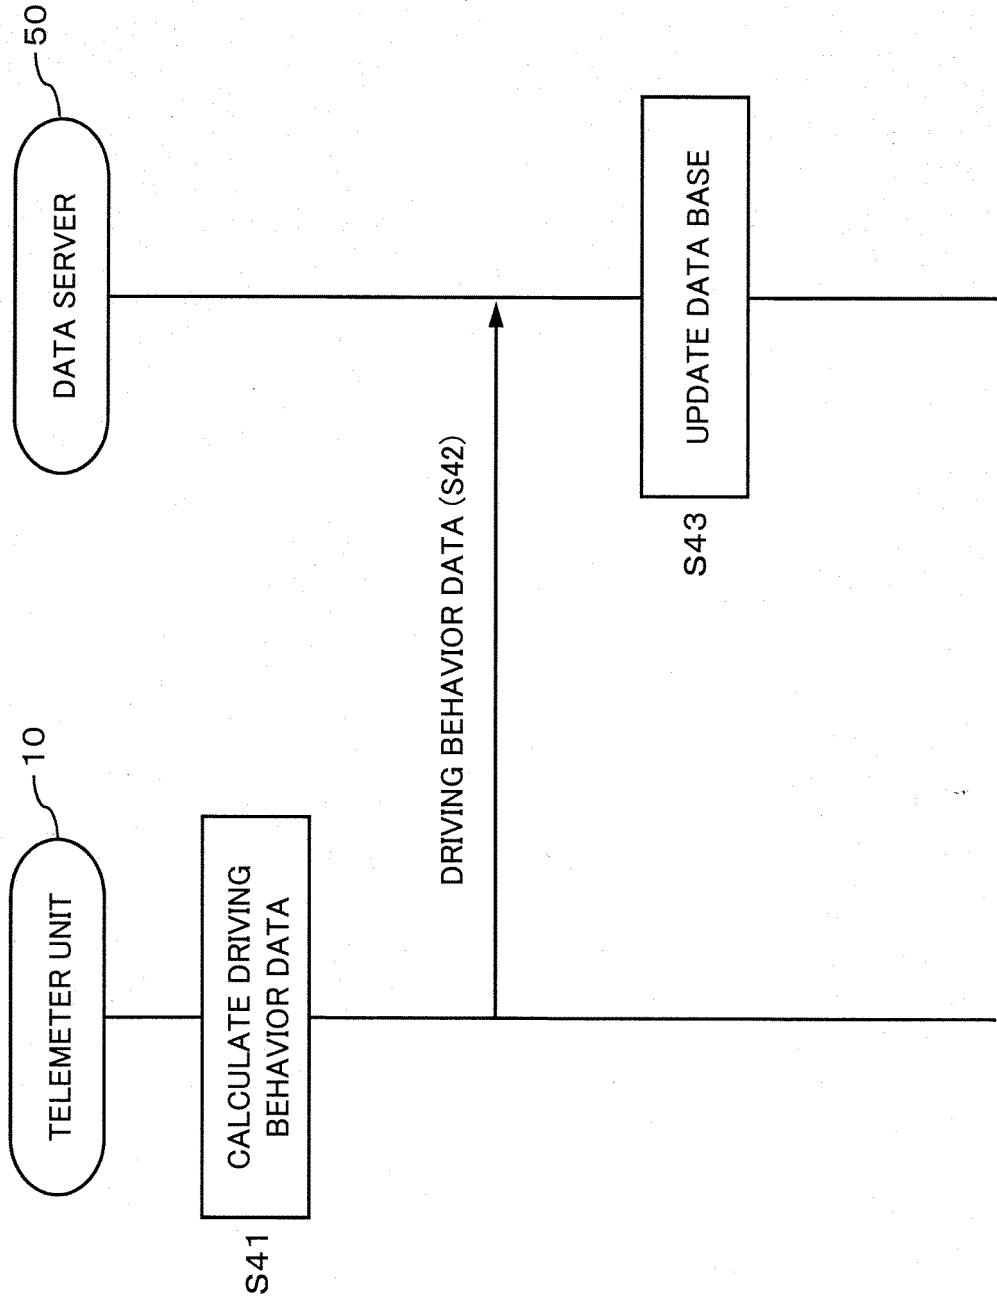 TELEMETER UNIT
10
DATA SERVER
50
S41
CALCULATE DRIVING
BEHAVIOR DATA
DRIVING BEHAVIOR DATA (S42)
S43
UPDATE DATA BASE